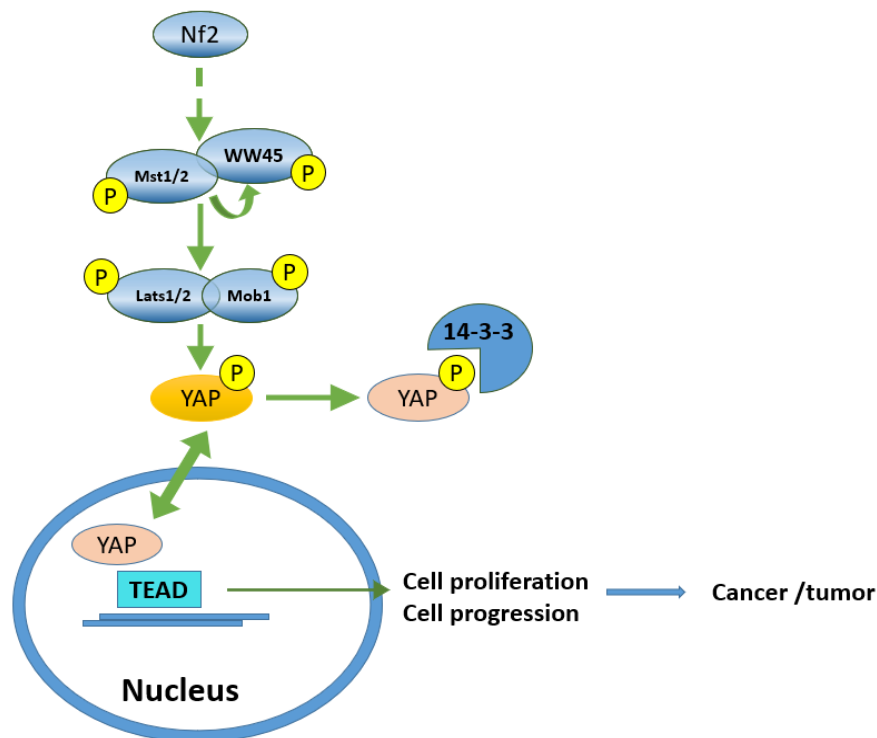 Nf2
WW45
Mst1/2
P
P
P
P
Lats1/2
Mob1
14-3-3
P
P
YAP
YAP
YAP
TEAD
Cell proliferation
Cell progression
Cancer /tumor
Nucleus